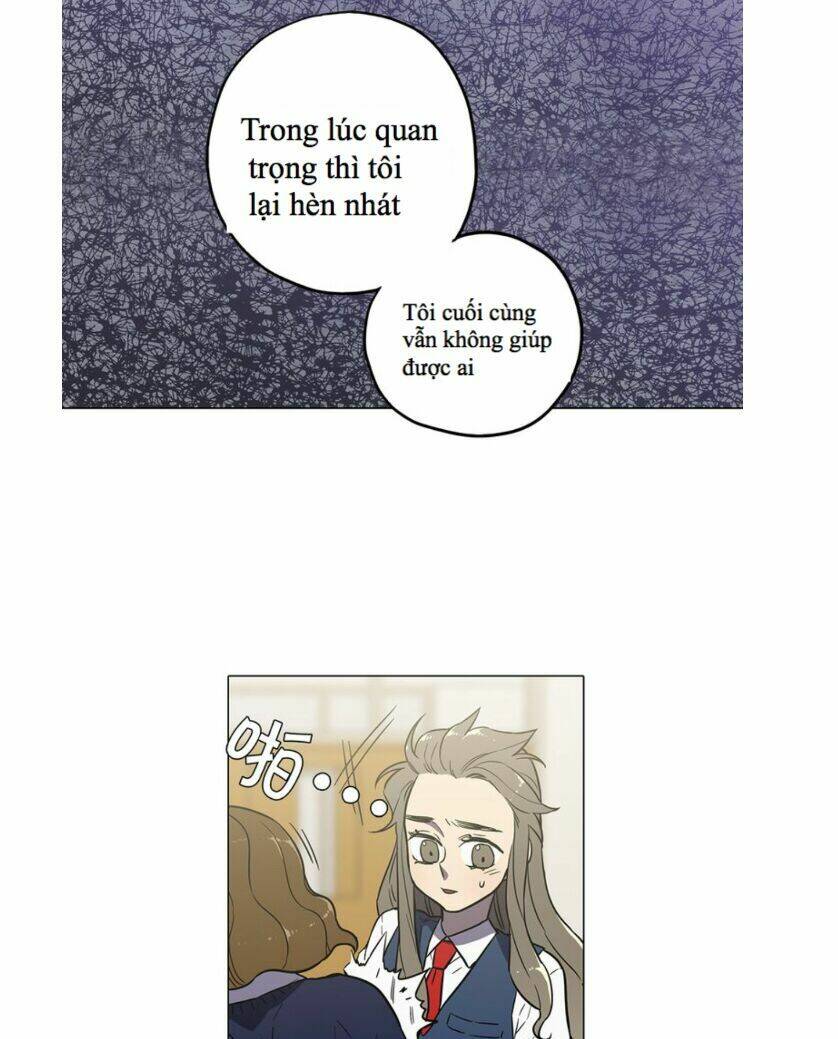 Trong lúc quan
trọng thì tôi
lại hèn nhát
Tôi cuối cùng
vẫn không giúp
được ai
啪...